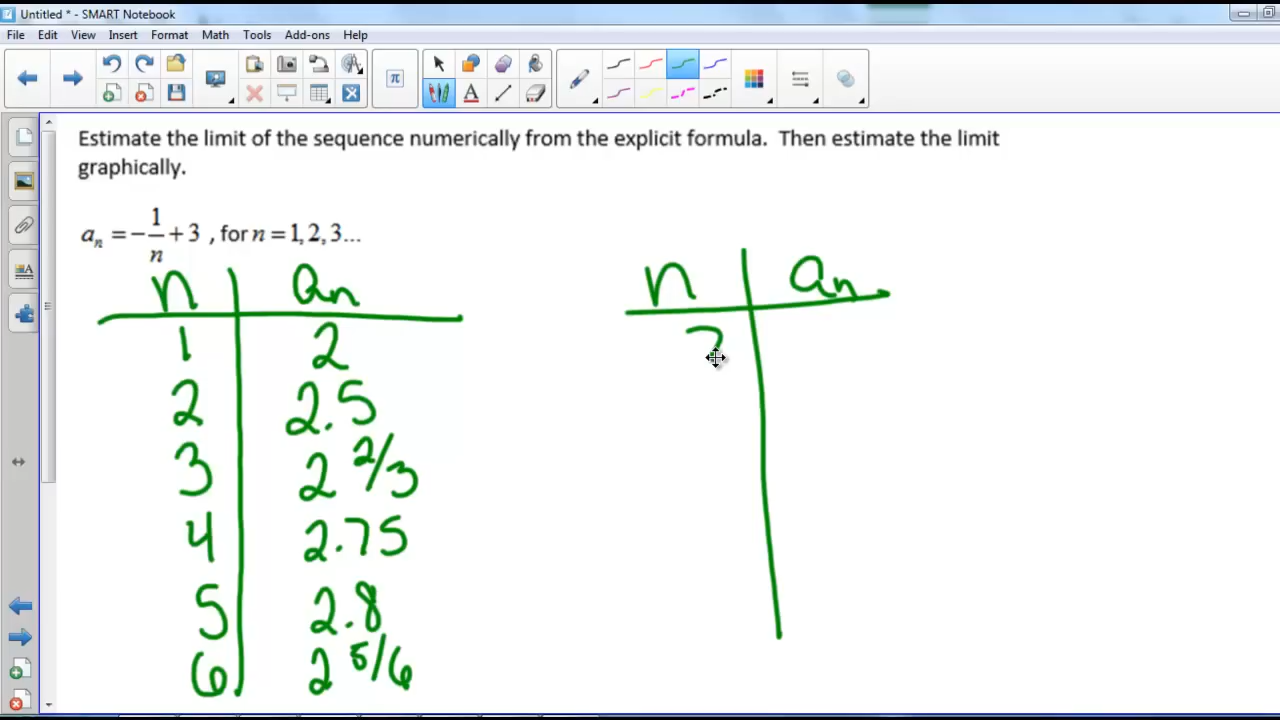 Untitled * - SMART Notebook
File Edit View Insert Format Math Tools Add-ons Help
π
A
Estimate the limit of the sequence numerically from the explicit formula. Then estimate the limit
graphically.
aₙ = −1/n + 3 , for n = 1, 2, 3...
n aₙ
1 2
2 2.5
3 2 2/3
4 2.75
5 2.8
6 2 5/6
n aₙ